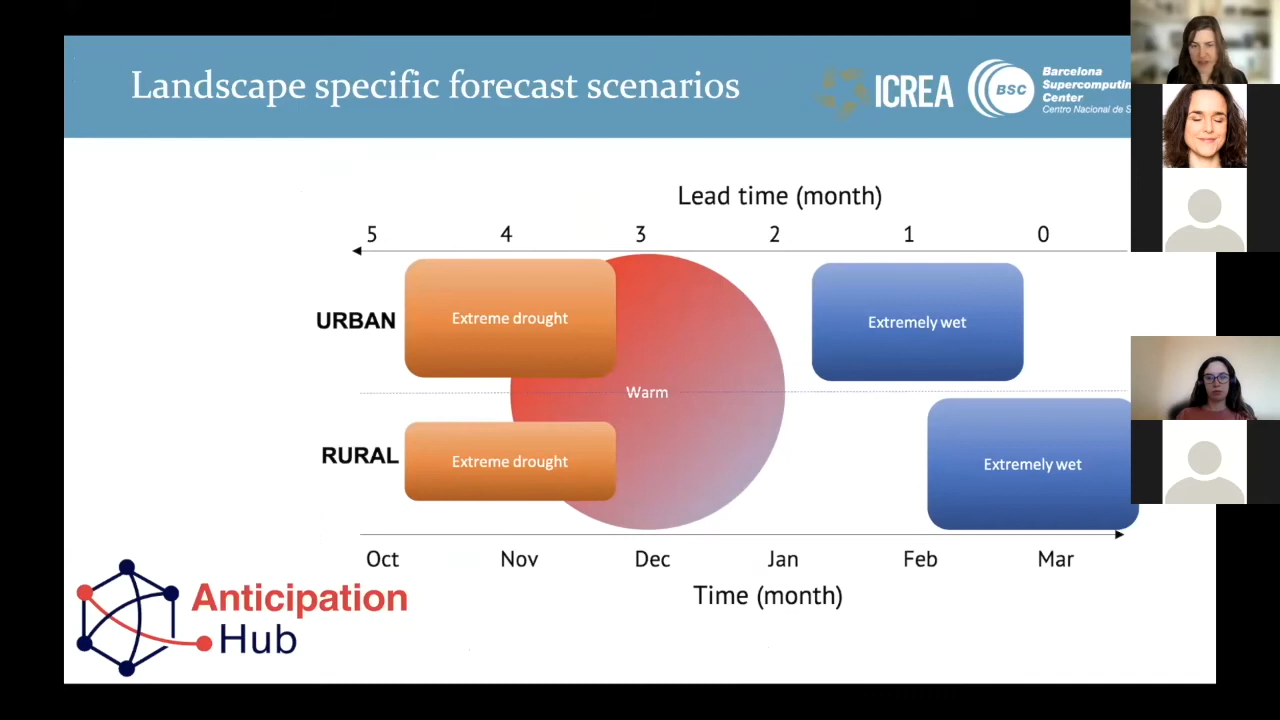 Landscape specific forecast scenarios
ICREA
BSC
Barcelona
Supercomputin
Center
Centro Nacional de S
Lead time (month)
5 4 3 2 1 0
URBAN
Extreme drought
Extremely wet
Warm
RURAL
Extreme drought
Extremely wet
Oct Nov Dec Jan Feb Mar
Time (month)
Anticipation
Hub